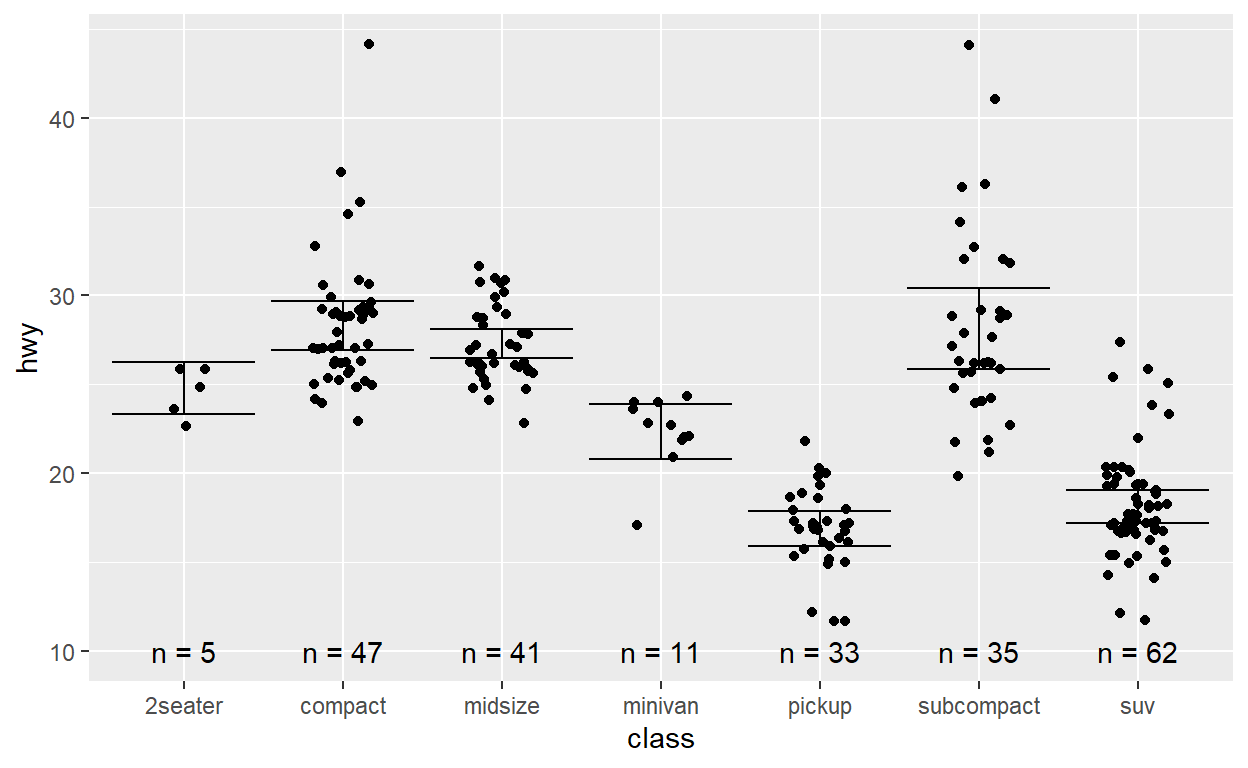 hwy
40
30
20
10
n = 5 n = 47 n = 41 n = 11 n = 33 n = 35 n = 62
2seater compact midsize minivan pickup subcompact suv
class